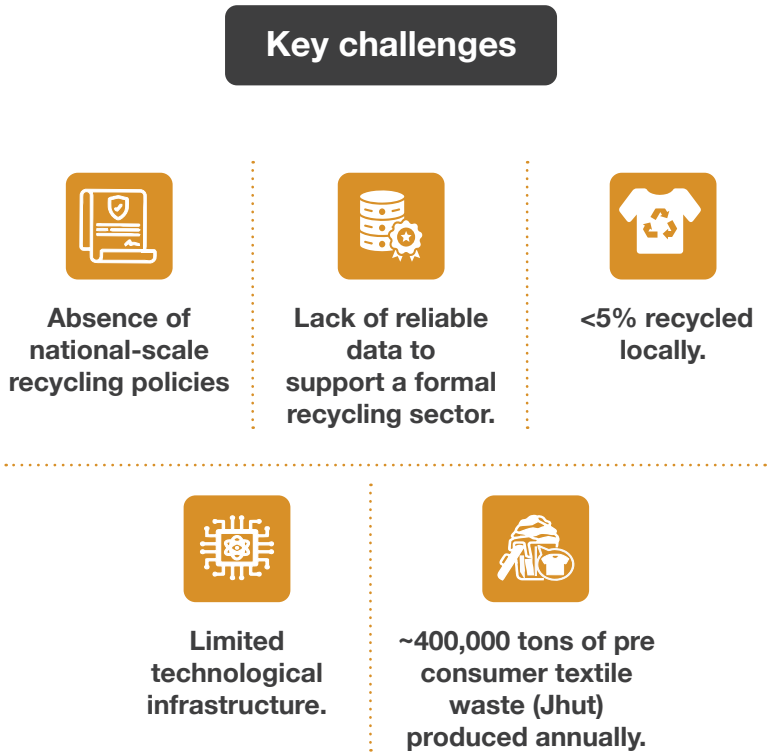 Key challenges
Absence of
national-scale
recycling policies
Lack of reliable
data to
support a formal
recycling sector.
<5% recycled
locally.
Limited
technological
infrastructure.
~400,000 tons of pre
consumer textile
waste (Jhut)
produced annually.